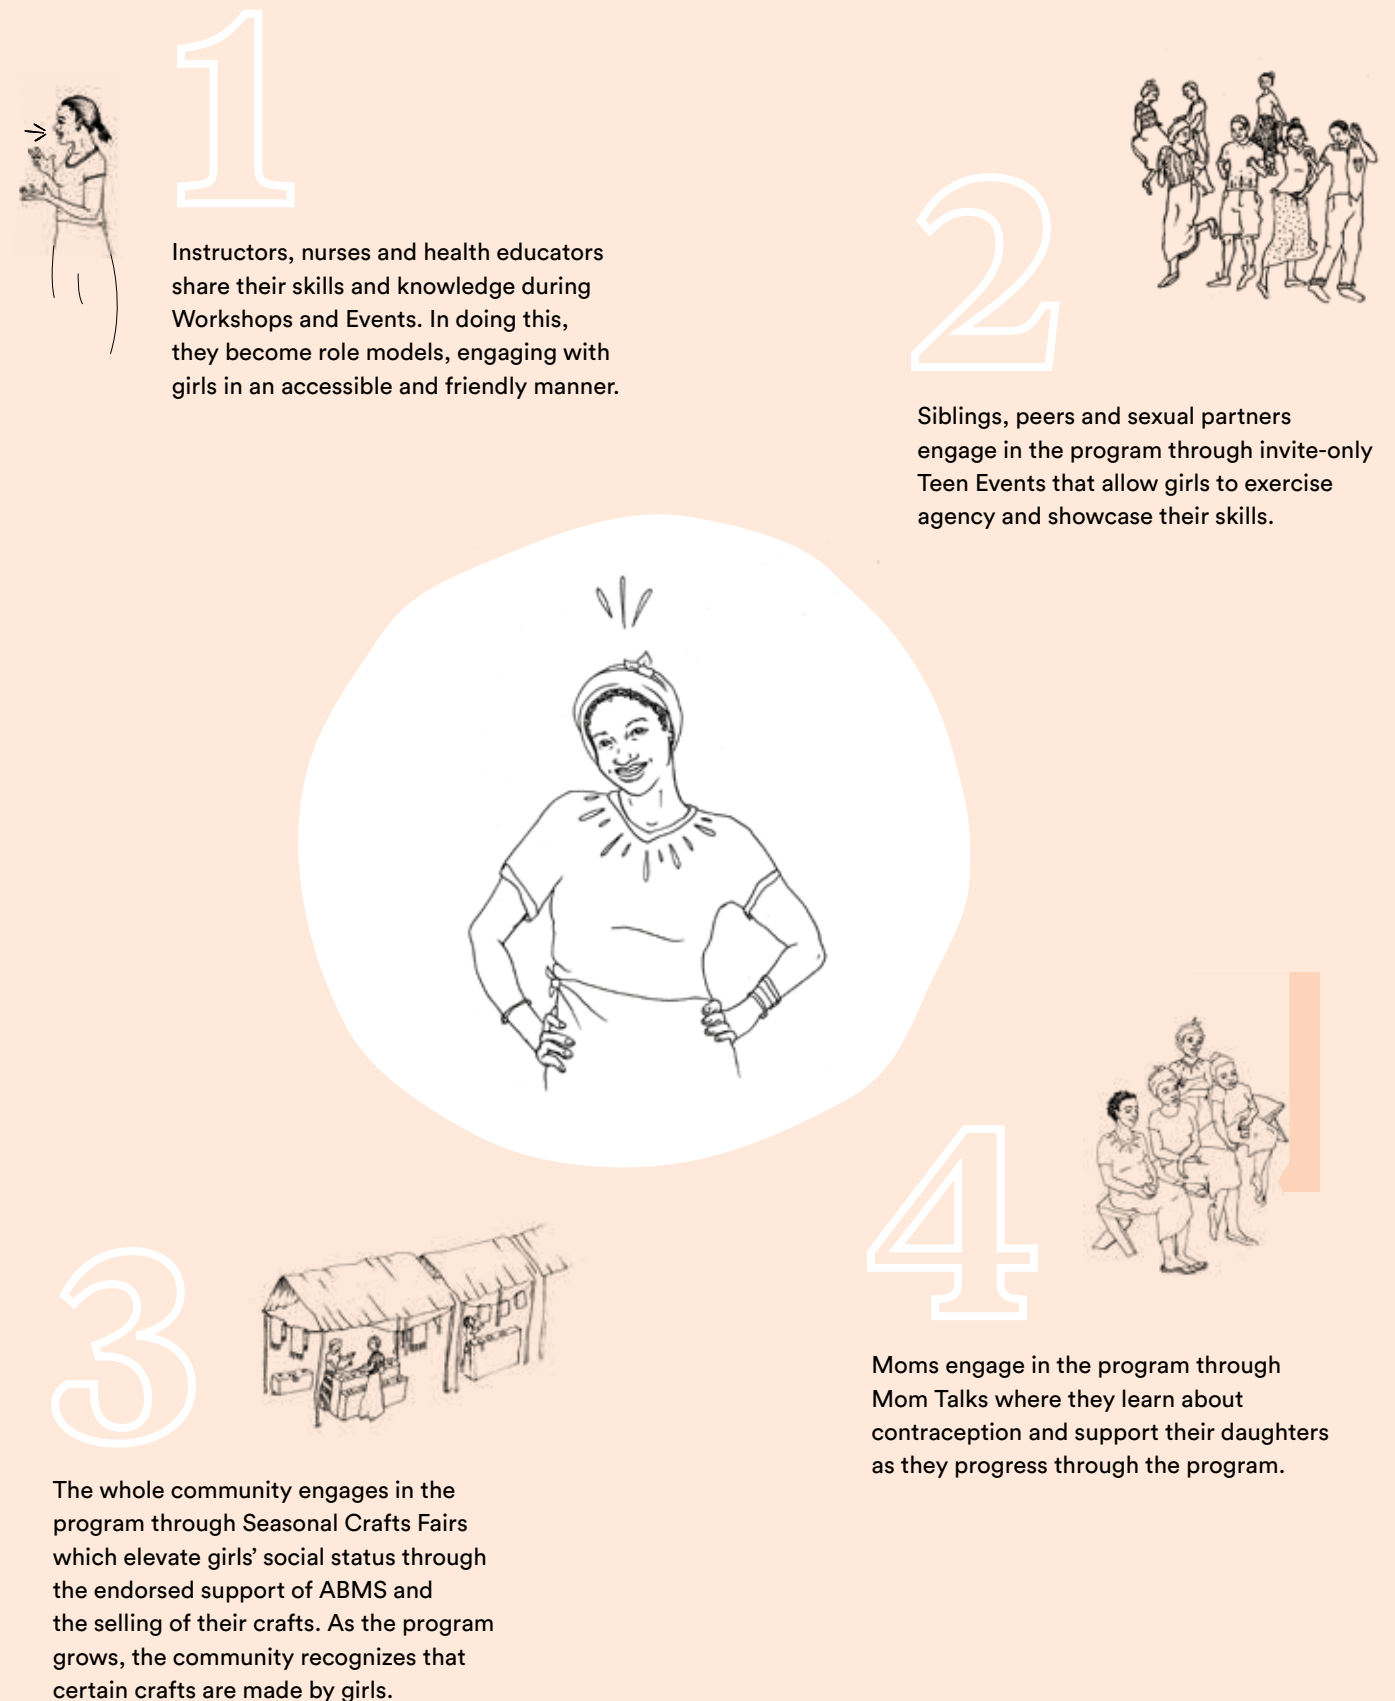 1
Instructors, nurses and health educators
share their skills and knowledge during
Workshops and Events. In doing this,
they become role models, engaging with
girls in an accessible and friendly manner.
2
Siblings, peers and sexual partners
engage in the program through invite-only
Teen Events that allow girls to exercise
agency and showcase their skills.
3
The whole community engages in the
program through Seasonal Crafts Fairs
which elevate girls’ social status through
the endorsed support of ABMS and
the selling of their crafts. As the program
grows, the community recognizes that
certain crafts are made by girls.
4
Moms engage in the program through
Mom Talks where they learn about
contraception and support their daughters
as they progress through the program.